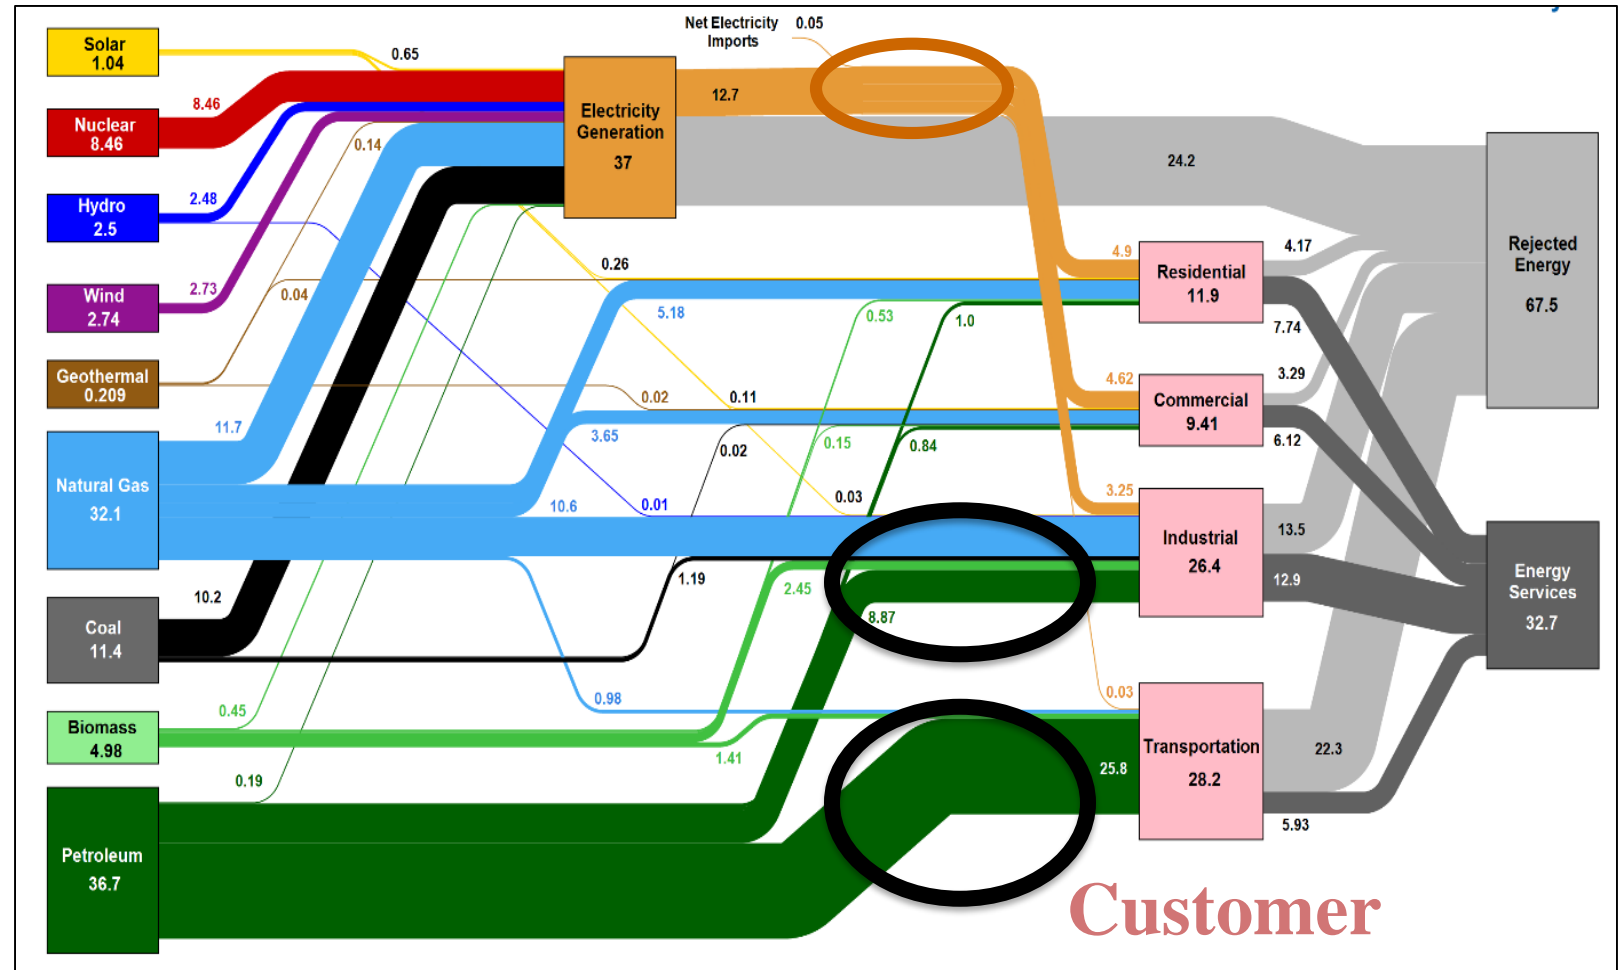 Net Electricity
Imports
0.05
Solar
1.04
0.65
Nuclear
8.46
8.46
Hydro
2.5
2.48
Wind
2.74
2.73
Geothermal
0.209
0.14
0.04
Natural Gas
32.1
11.7
Coal
11.4
10.2
Biomass
4.98
0.45
Petroleum
36.7
0.19
Electricity
Generation
37
12.7
24.2
0.26
5.18
0.53
1.0
0.02
0.11
3.65
0.02
0.15
0.84
10.6
0.01
0.03
1.19
2.45
8.87
0.98
1.41
4.9
Residential
11.9
4.17
7.74
4.62
Commercial
9.41
3.29
6.12
3.25
Industrial
26.4
13.5
12.9
0.03
25.8
Transportation
28.2
22.3
5.93
Rejected
Energy
67.5
Energy
Services
32.7
Customer